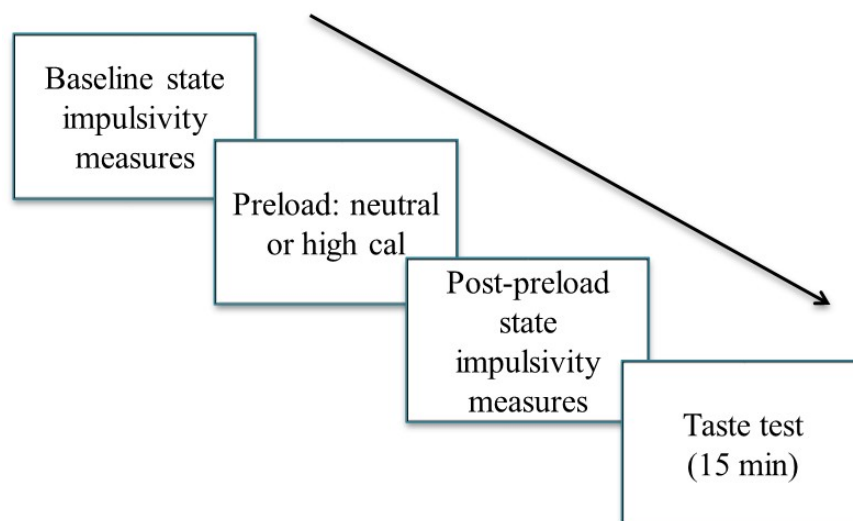 Baseline state
impulsivity
measures
Preload: neutral
or high cal
Post-preload
state
impulsivity
measures
Taste test
(15 min)